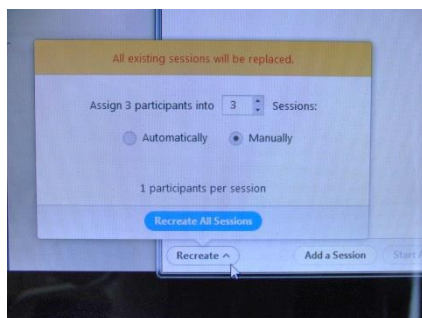 All existing sessions will be replaced.
Assign 3 participants into 3 Sessions:
Automatically Manually
1 participants per session
Recreate All Sessions
Recreate Add a Session Start